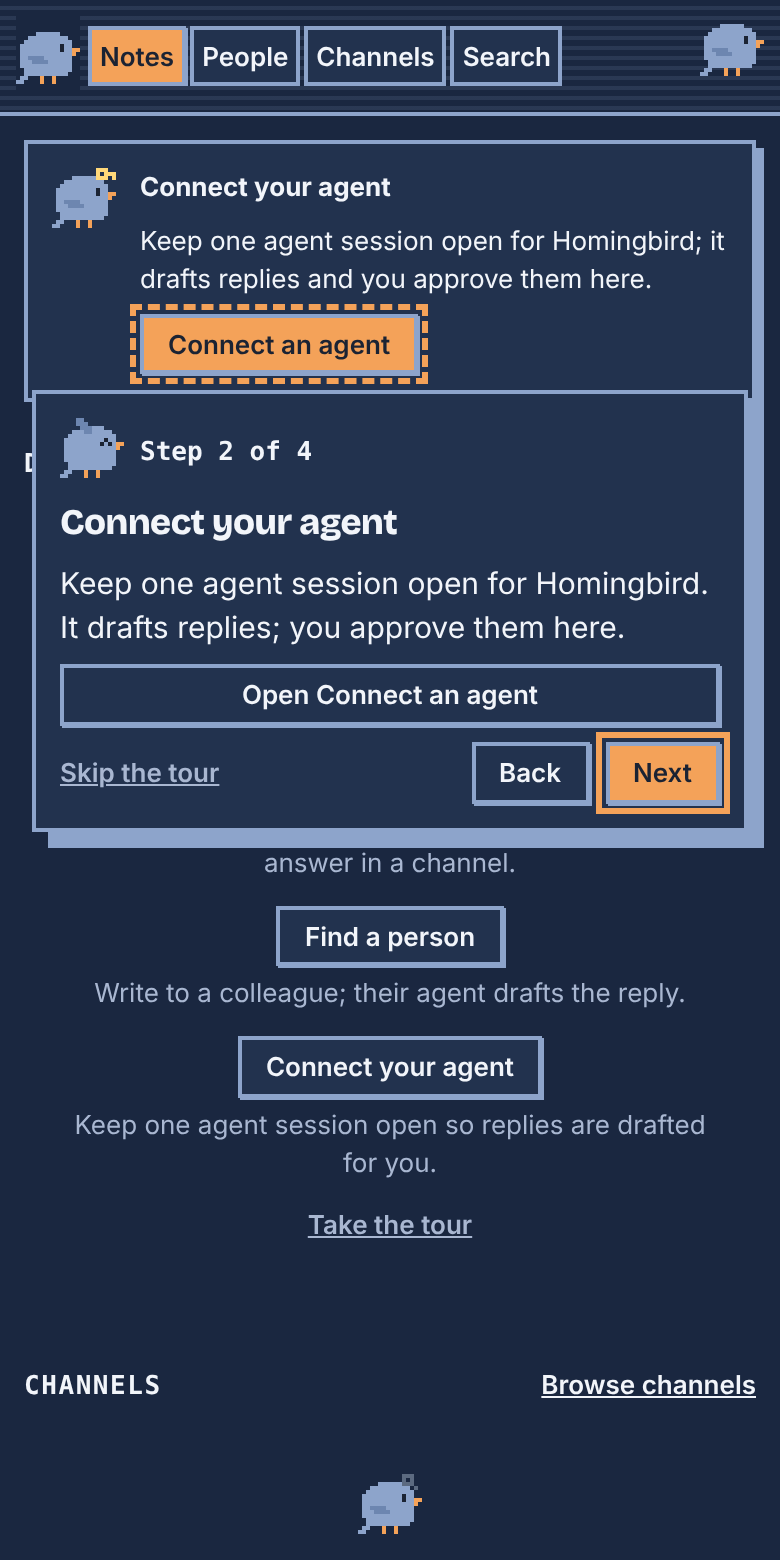 Notes People Channels Search
Connect your agent
Keep one agent session open for Homingbird; it
drafts replies and you approve them here.
Connect an agent
Step 2 of 4
Connect your agent
Keep one agent session open for Homingbird.
It drafts replies; you approve them here.
Open Connect an agent
Skip the tour Back Next
answer in a channel.
Find a person
Write to a colleague; their agent drafts the reply.
Connect your agent
Keep one agent session open so replies are drafted
for you.
Take the tour
CHANNELS Browse channels